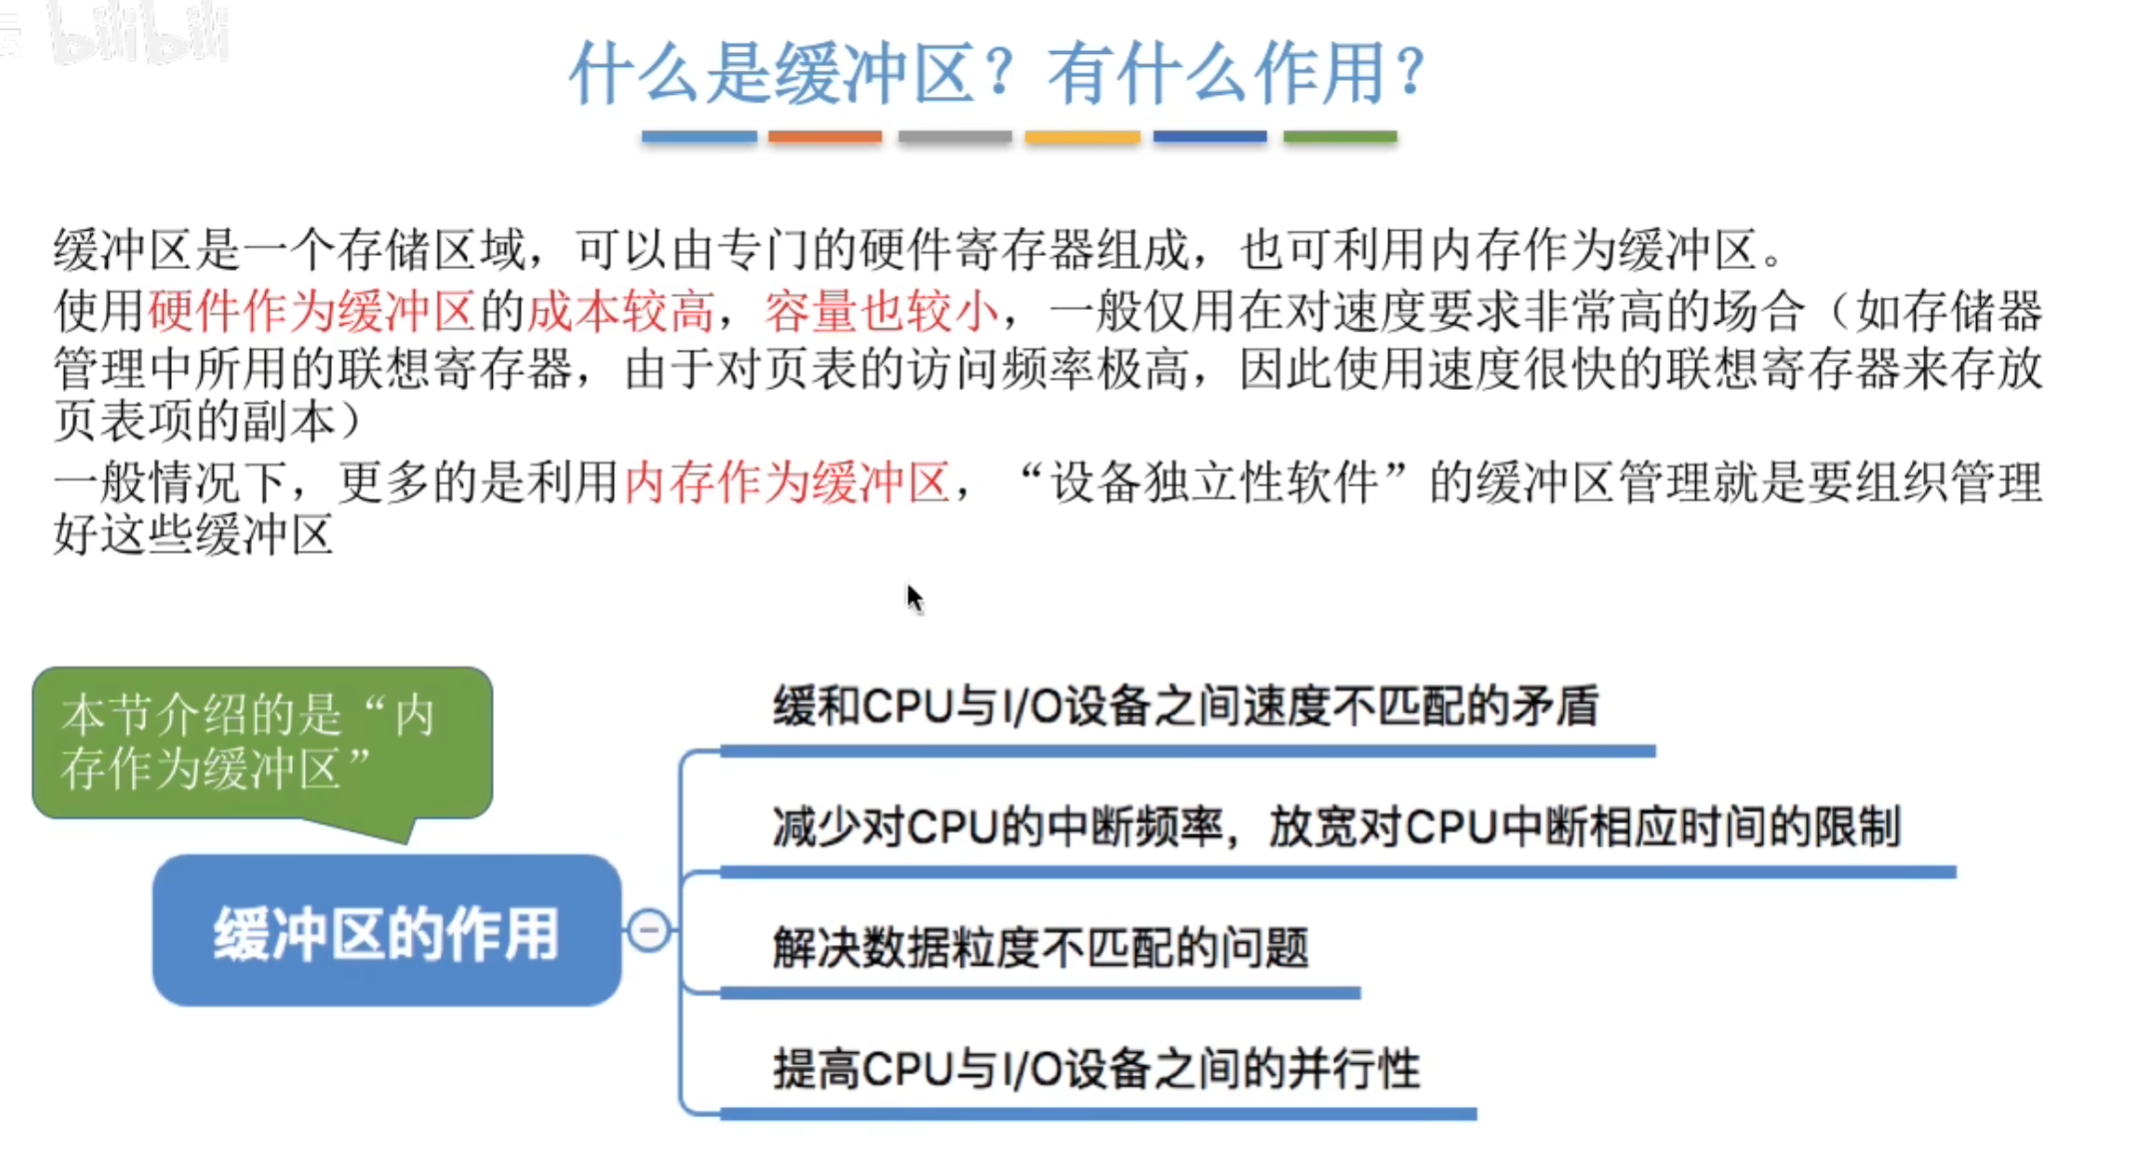 bilibili
什么是缓冲区？有什么作用？
缓冲区是一个存储区域，可以由专门的硬件寄存器组成，也可利用内存作为缓冲区。
使用硬件作为缓冲区的成本较高，容量也较小，一般仅用在对速度要求非常高的场合（如存储器
管理中所用的联想寄存器，由于对页表的访问频率极高，因此使用速度很快的联想寄存器来存放
页表项的副本）
一般情况下，更多的是利用内存作为缓冲区，“设备独立性软件”的缓冲区管理就是要组织管理
好这些缓冲区
本节介绍的是“内
存作为缓冲区”
缓冲区的作用
缓和CPU与I/O设备之间速度不匹配的矛盾
减少对CPU的中断频率，放宽对CPU中断相应时间的限制
解决数据粒度不匹配的问题
提高CPU与I/O设备之间的并行性